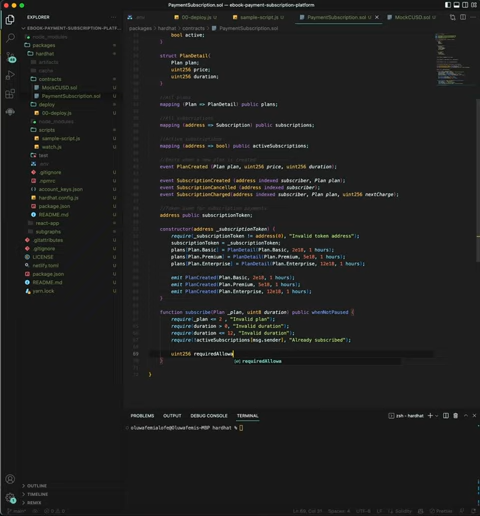 PaymentSubscription.sol — ebook-payment-subscription-platform
EXPLORER
EBOOK-PAYMENT-SUBSCRIPTION-PLATF...
node_modules
packages
hardhat
artifacts
cache
contracts
MockCUSD.sol U
PaymentSubscription.sol U
deploy
00-deploy.js U
node_modules
scripts
sample-script.js U
watch.js U
test
.env
.gitignore U
.npmrc U
account_keys.json U
hardhat.config.js U
package.json U
README.md U
react-app
subgraphs
.gitattributes U
.gitignore U
LICENSE U
netlify.toml U
package.json U
README.md U
yarn.lock U
OUTLINE
TIMELINE
REMIX
.env
00-deploy.js U
sample-script.js U
PaymentSubscription.sol U
MockCUSD.sol U
packages > hardhat > contracts > PaymentSubscription.sol
bool active;
}
struct PlanDetail{
Plan plan;
uint256 price;
uint256 duration;
}
mapping (Plan => PlanDetail) public plans;
mapping (address => Subscription) public subscriptions;
mapping (address => bool) public activeSubscriptions;
event PlanCreated (Plan plan, uint256 price, uint256 duration);
event SubscriptionCreated (address indexed subscriber, Plan plan);
event SubscriptionCancelled (address indexed subscriber);
event SubscriptionCharged(address indexed subscriber, Plan plan, uint256 nextCharge);
address public subscriptionToken;
constructor(address _subscriptionToken) {
require(_subscriptionToken != address(0), "Invalid token address");
subscriptionToken = _subscriptionToken;
plans[Plan.Basic] = PlanDetail(Plan.Basic, 2e18, 1 hours);
plans[Plan.Premium] = PlanDetail(Plan.Premium, 5e18, 1 hours);
plans[Plan.Enterprise] = PlanDetail(Plan.Enterprise, 12e18, 1 hours);
emit PlanCreated(Plan.Basic, 2e18, 1 hours);
emit PlanCreated(Plan.Premium, 5e18, 1 hours);
emit PlanCreated(Plan.Enterprise, 12e18, 1 hours);
}
function subscribe(Plan _plan, uint8 duration) public whenNotPaused {
require(_plan <= 2 , "Invalid plan");
require(duration > 0, "Invalid duration");
require(duration <= 12, "Invalid duration");
require(!activeSubscriptions[msg.sender], "Already subscribed");
uint256 requiredAllowa
requiredAllowa
}
}
PROBLEMS OUTPUT DEBUG CONSOLE TERMINAL
zsh - hardhat
oluwafemialofe@Oluwafemis-MBP hardhat %